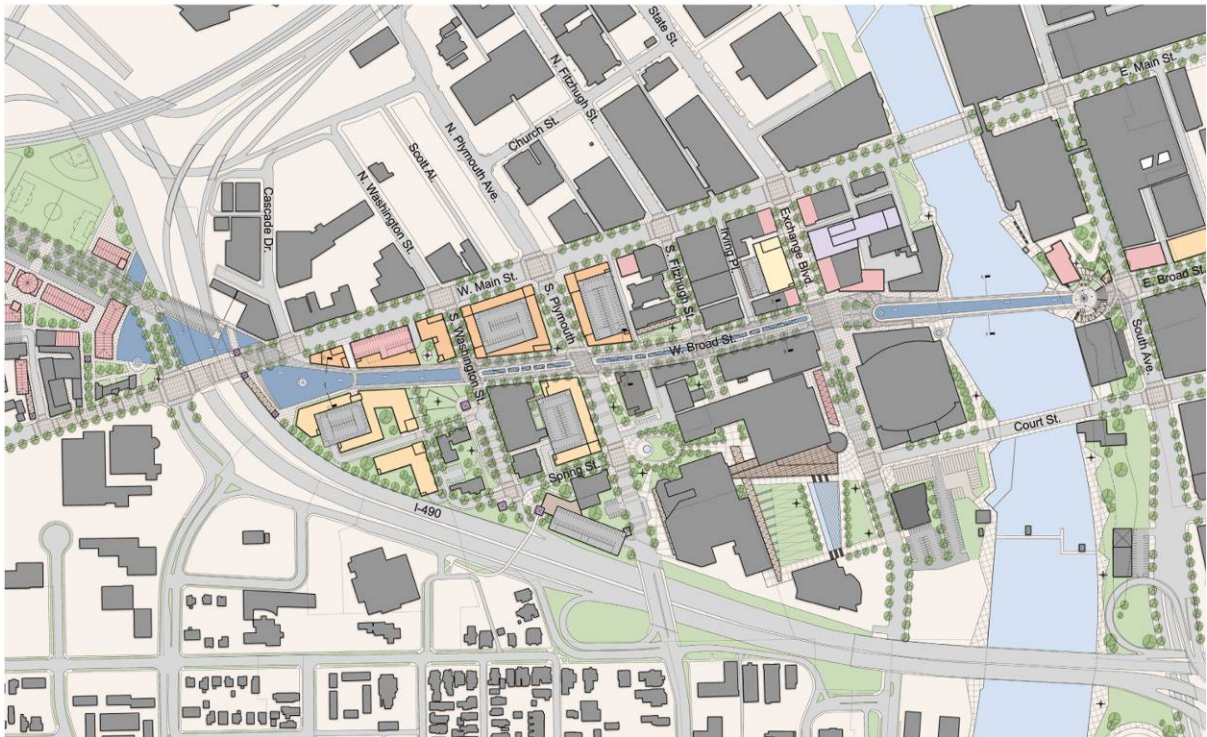 State St.
E. Main St.
N. Fitzhugh St.
Church St.
N. Plymouth Ave.
Scott Al.
N. Washington St.
Cascade Dr.
W. Main St.
S. Plymouth
S. Fitzhugh St.
Irving Pl.
Exchange Blvd
E. Broad St.
South Ave.
S. Washington St.
W. Broad St.
Court St.
Spring St.
I-490